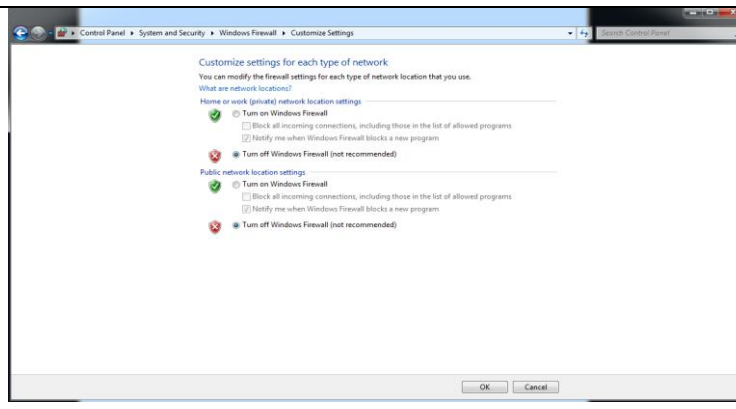 Control Panel System and Security Windows Firewall Customize Settings
Search Control Panel
Customize settings for each type of network
You can modify the firewall settings for each type of network location that you use.
What are network locations?
Home or work (private) network location settings
Turn on Windows Firewall
Block all incoming connections, including those in the list of allowed programs
Notify me when Windows Firewall blocks a new program
Turn off Windows Firewall (not recommended)
Public network location settings
Turn on Windows Firewall
Block all incoming connections, including those in the list of allowed programs
Notify me when Windows Firewall blocks a new program
Turn off Windows Firewall (not recommended)
OK Cancel